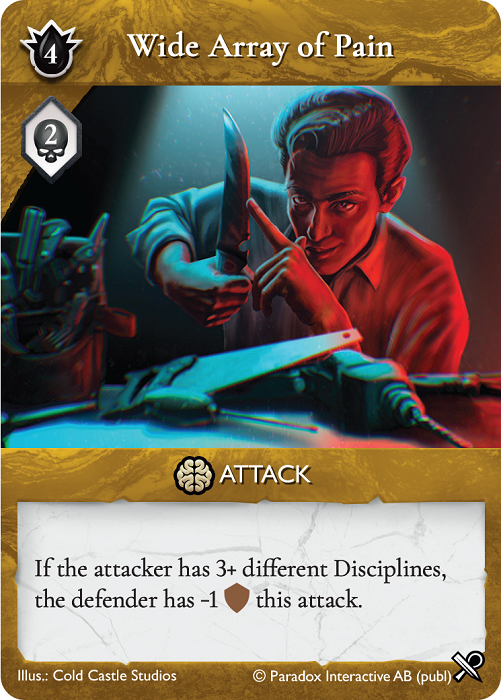 4
Wide Array of Pain
2
ATTACK
If the attacker has 3+ different Disciplines,
the defender has -1 this attack.
Illus.: Cold Castle Studios
© Paradox Interactive AB (publ)